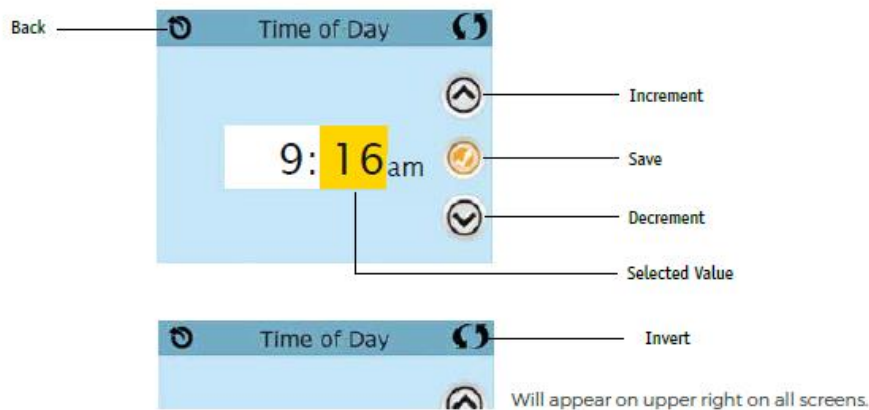 Back
Time of Day
Increment
9:16am
Save
Decrement
Selected Value
Time of Day
Invert
Will appear on upper right on all screens.